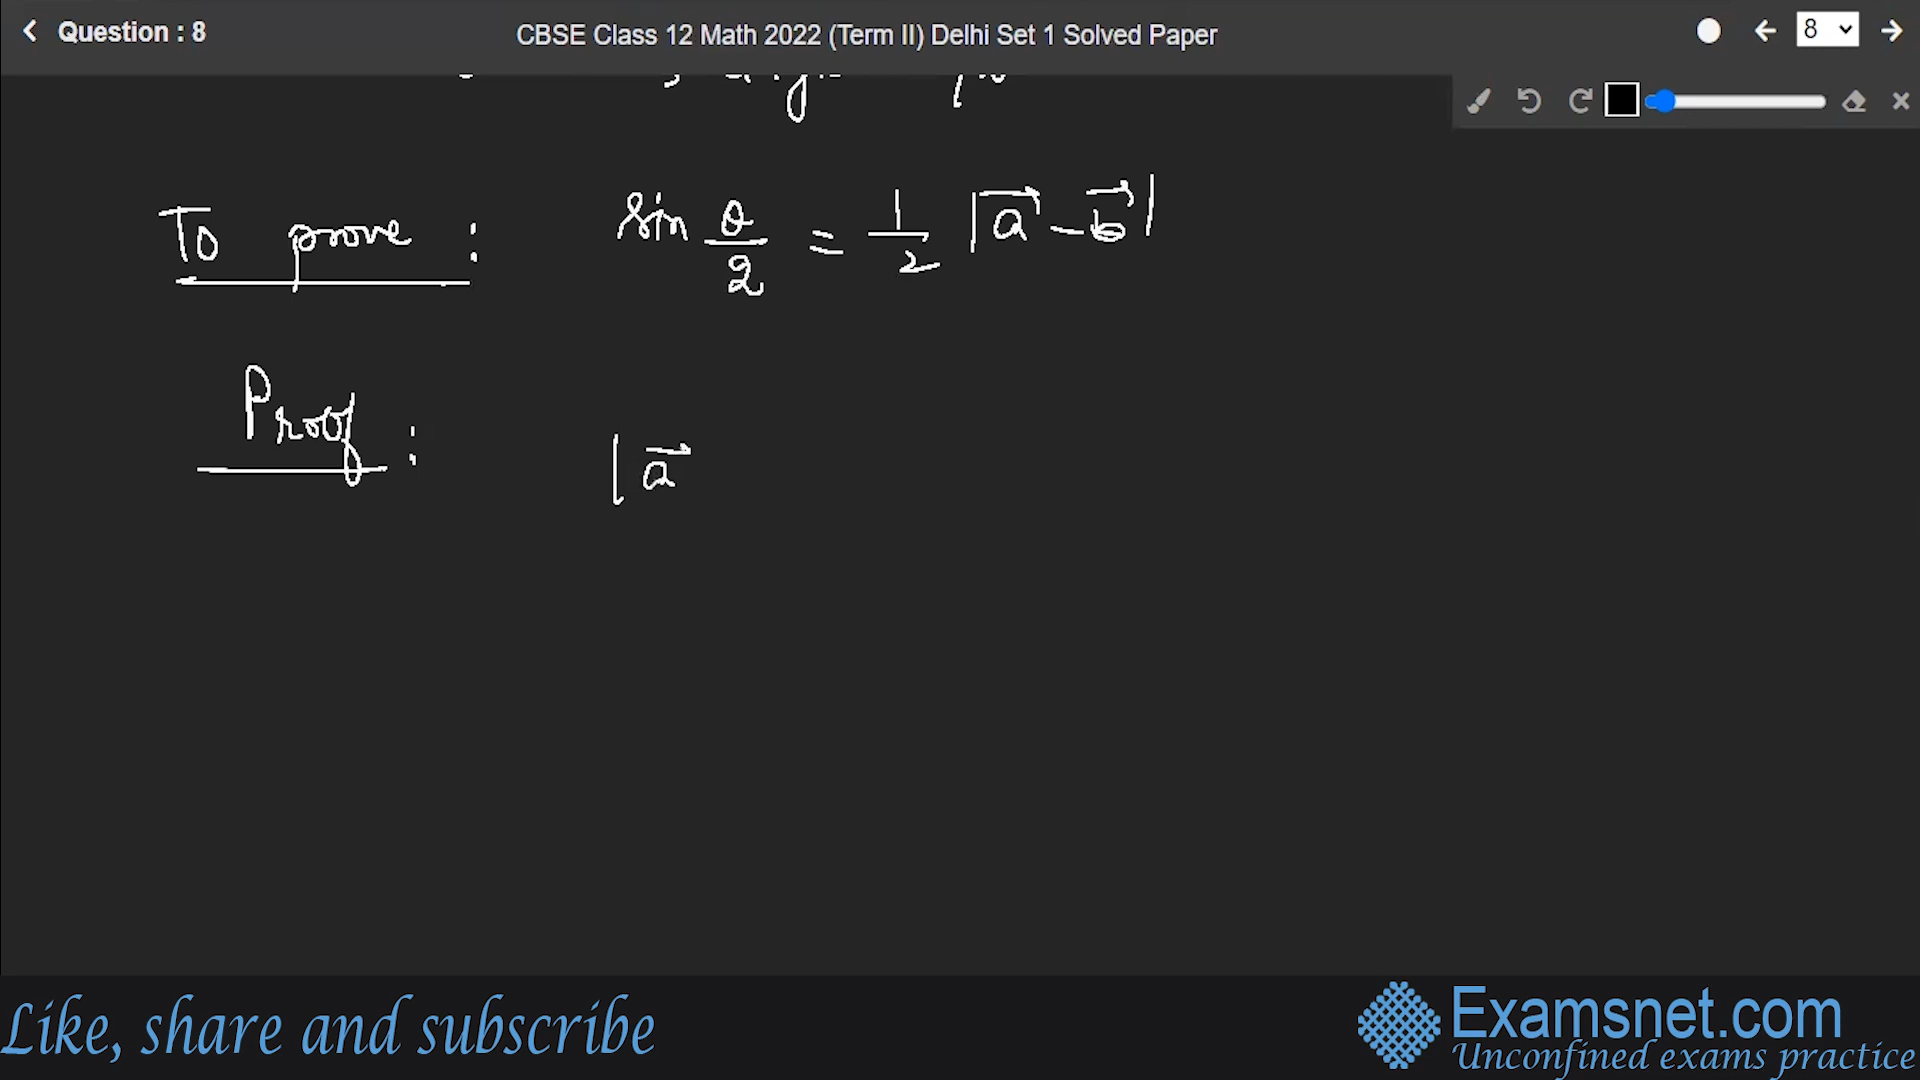 Question : 8
CBSE Class 12 Math 2022 (Term II) Delhi Set 1 Solved Paper
8
To prove : sin θ/2 = 1/2 |a⃗ - b⃗|
Proof : |a⃗
Like, share and subscribe
Examsnet.com
Unconfined exams practice